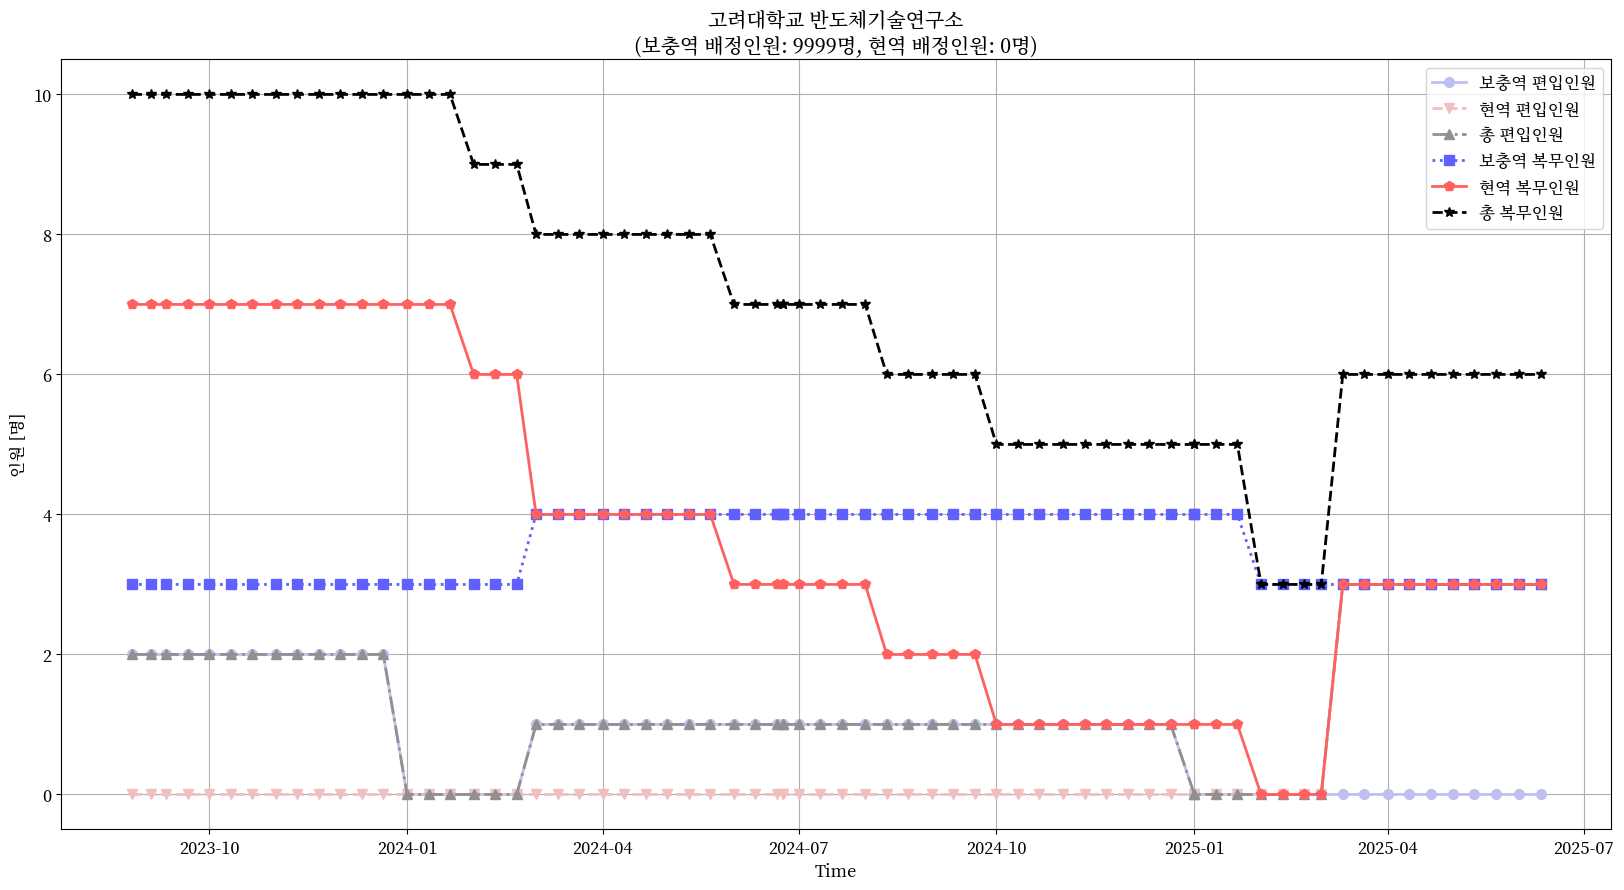 고려대학교 반도체기술연구소
(보충역 배정인원: 9999명, 현역 배정인원: 0명)
보충역 편입인원
현역 편입인원
총 편입인원
보충역 복무인원
현역 복무인원
총 복무인원
인원 [명]
10
8
6
4
2
0
2023-10
2024-01
2024-04
2024-07
2024-10
2025-01
2025-04
2025-07
Time